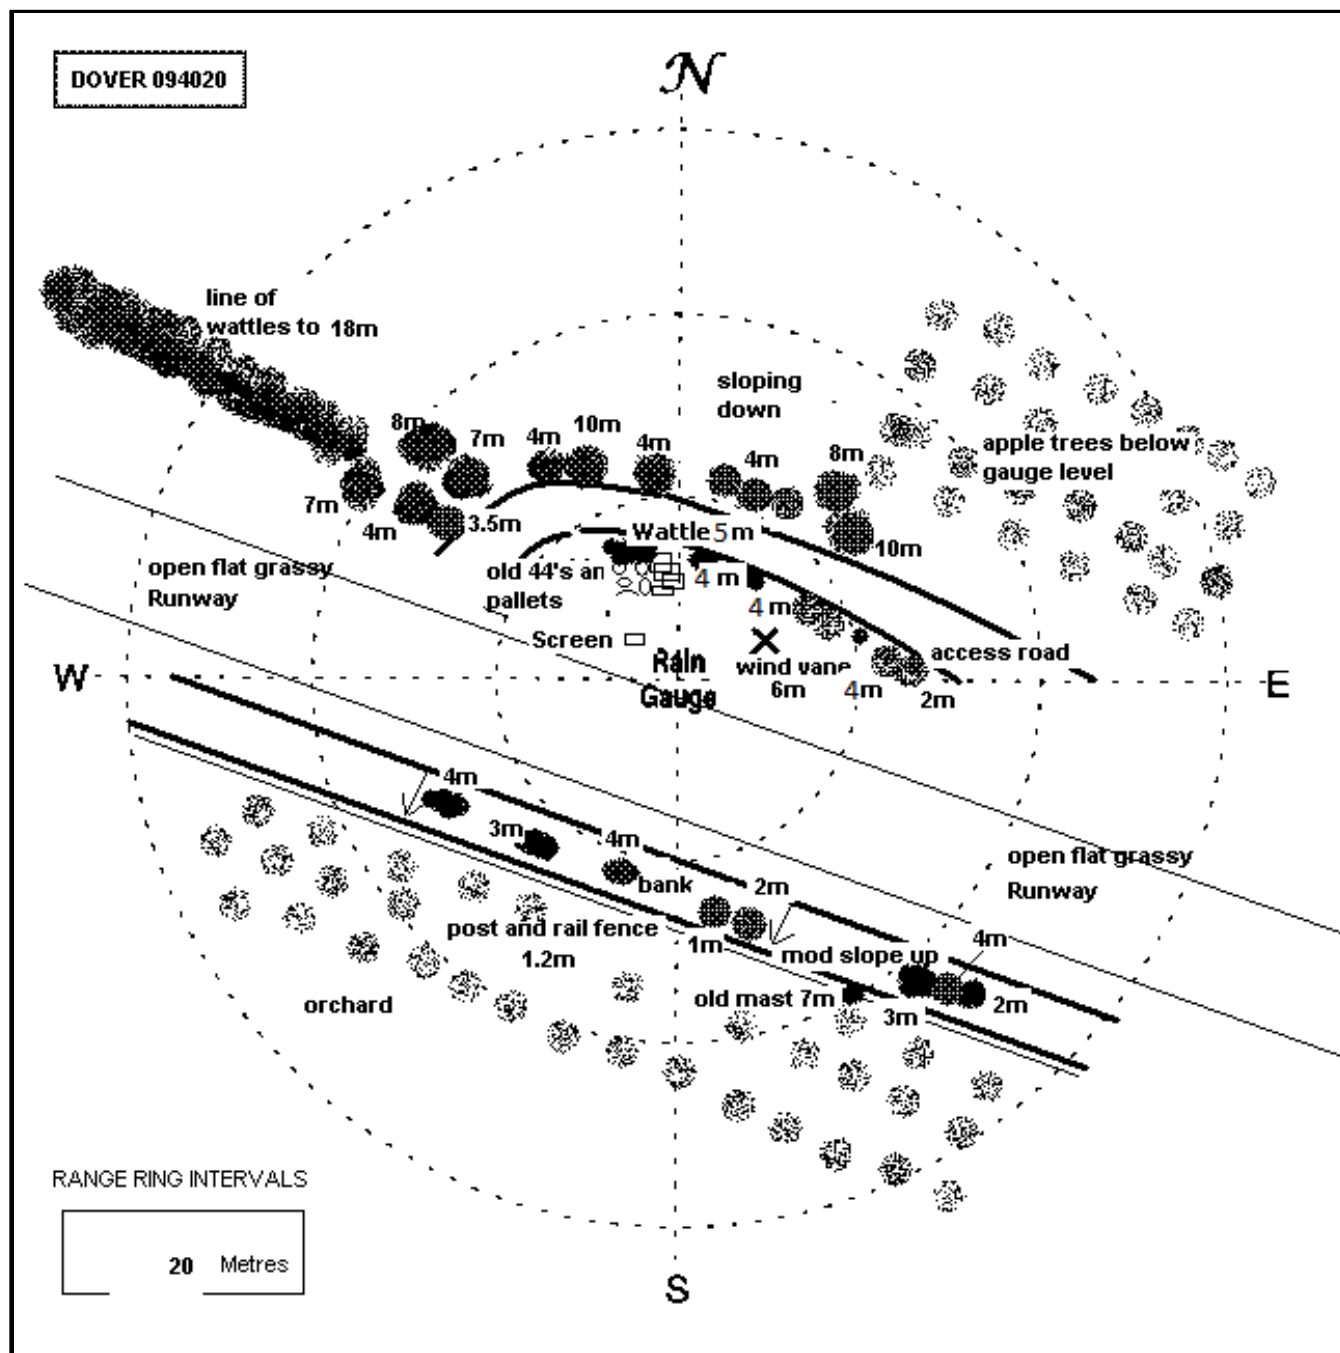 N
DOVER 094020
line of
wattles to 18m
sloping
down
8m
7m
4m
10m
4m
4m
8m
apple trees below
gauge level
7m
4m
3.5m
Wattle 5m
10m
open flat grassy
Runway
old 44's an
pallets
4 m
4 m
Screen
Rain
Gauge
wind vane
6m
4m
access road
2m
W
E
4m
3m
4m
bank
2m
open flat grassy
Runway
post and rail fence
1.2m
1m
mod slope up
4m
orchard
old mast 7m
3m
2m
RANGE RING INTERVALS
20 Metres
S